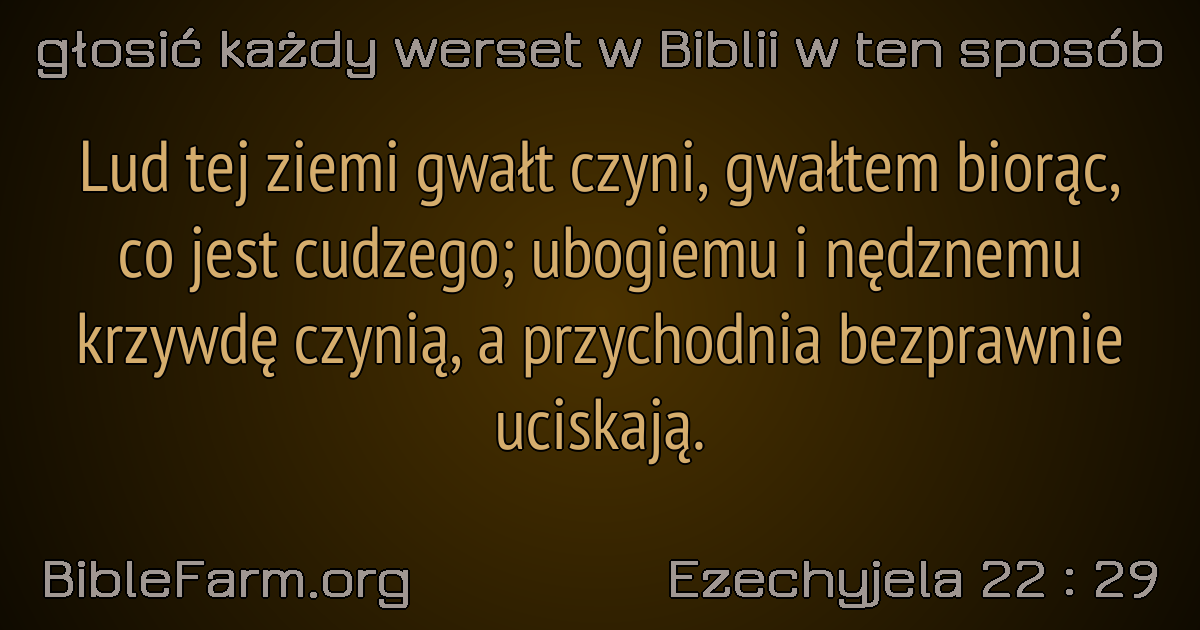 głosić każdy werset w Biblii w ten sposób
Lud tej ziemi gwałt czyni, gwałtem biorąc,
co jest cudzego; ubogiemu i nędznemu
krzywdę czynią, a przychodnia bezprawnie
uciskają.
BibleFarm.org
Ezechyjela 22 : 29